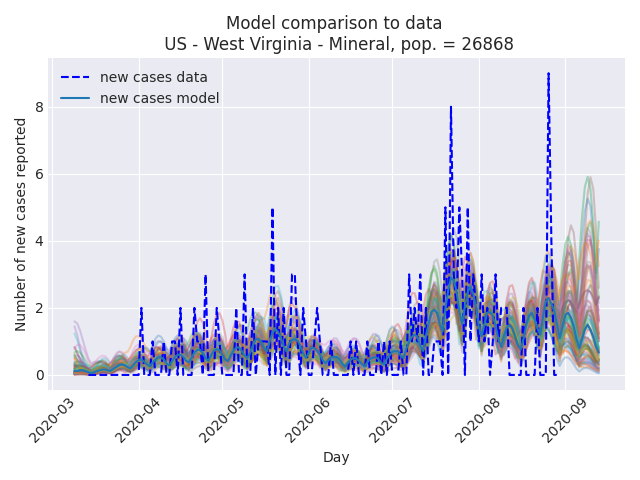 Model comparison to data
US - West Virginia - Mineral, pop. = 26868
new cases data
new cases model
Number of new cases reported
8
6
4
2
0
2020-03
2020-04
2020-05
2020-06
2020-07
2020-08
2020-09
Day